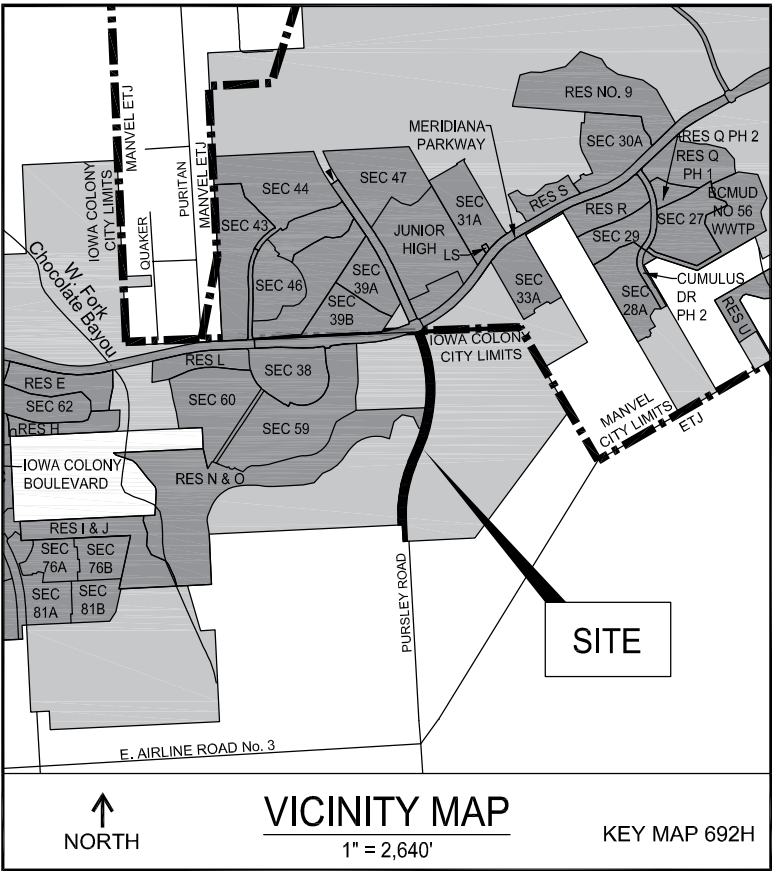 RES NO. 9
MERIDIANA
PARKWAY
SEC 30A
RES Q PH 2
RES Q
PH 1
MANVEL ETJ
IOWA COLONY
CITY LIMITS
PURITAN
MANVEL ETJ
QUAKER
SEC 44
SEC 47
SEC
31A
RES S
RES R
BCMUD
NO 56
WWTP
SEC 43
JUNIOR
HIGH
LS
SEC 29
SEC 27
W. Fork
Chocolate Bayou
SEC 46
SEC
39A
SEC
39B
SEC
33A
SEC
28A
CUMULUS
DR
PH 2
RES U
IOWA COLONY
CITY LIMITS
RES L
SEC 38
RES E
SEC 62
RES H
SEC 60
SEC 59
MANVEL
CITY LIMITS
ETJ
IOWA COLONY
BOULEVARD
RES N & O
RES I & J
SEC
76A
SEC
76B
SEC
81A
SEC
81B
PURSLEY ROAD
SITE
E. AIRLINE ROAD No. 3
NORTH
VICINITY MAP
1" = 2,640'
KEY MAP 692H